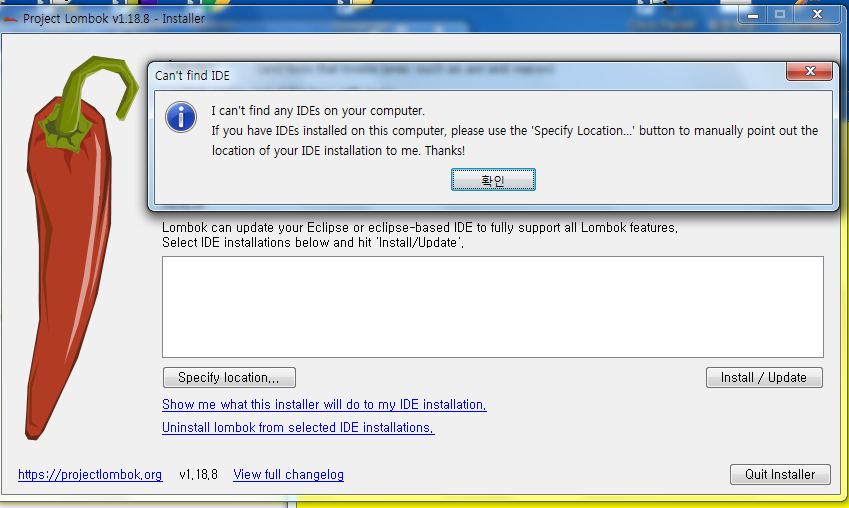 Project Lombok v1.18.8 - Installer
Can't find IDE
I can't find any IDEs on your computer.
If you have IDEs installed on this computer, please use the 'Specify Location...' button to manually point out the
location of your IDE installation to me. Thanks!
확인
Lombok can update your Eclipse or eclipse-based IDE to fully support all Lombok features.
Select IDE installations below and hit 'Install/Update'.
Specify location...
Install / Update
Show me what this installer will do to my IDE installation.
Uninstall lombok from selected IDE installations.
https://projectlombok.org v1.18.8 View full changelog
Quit Installer